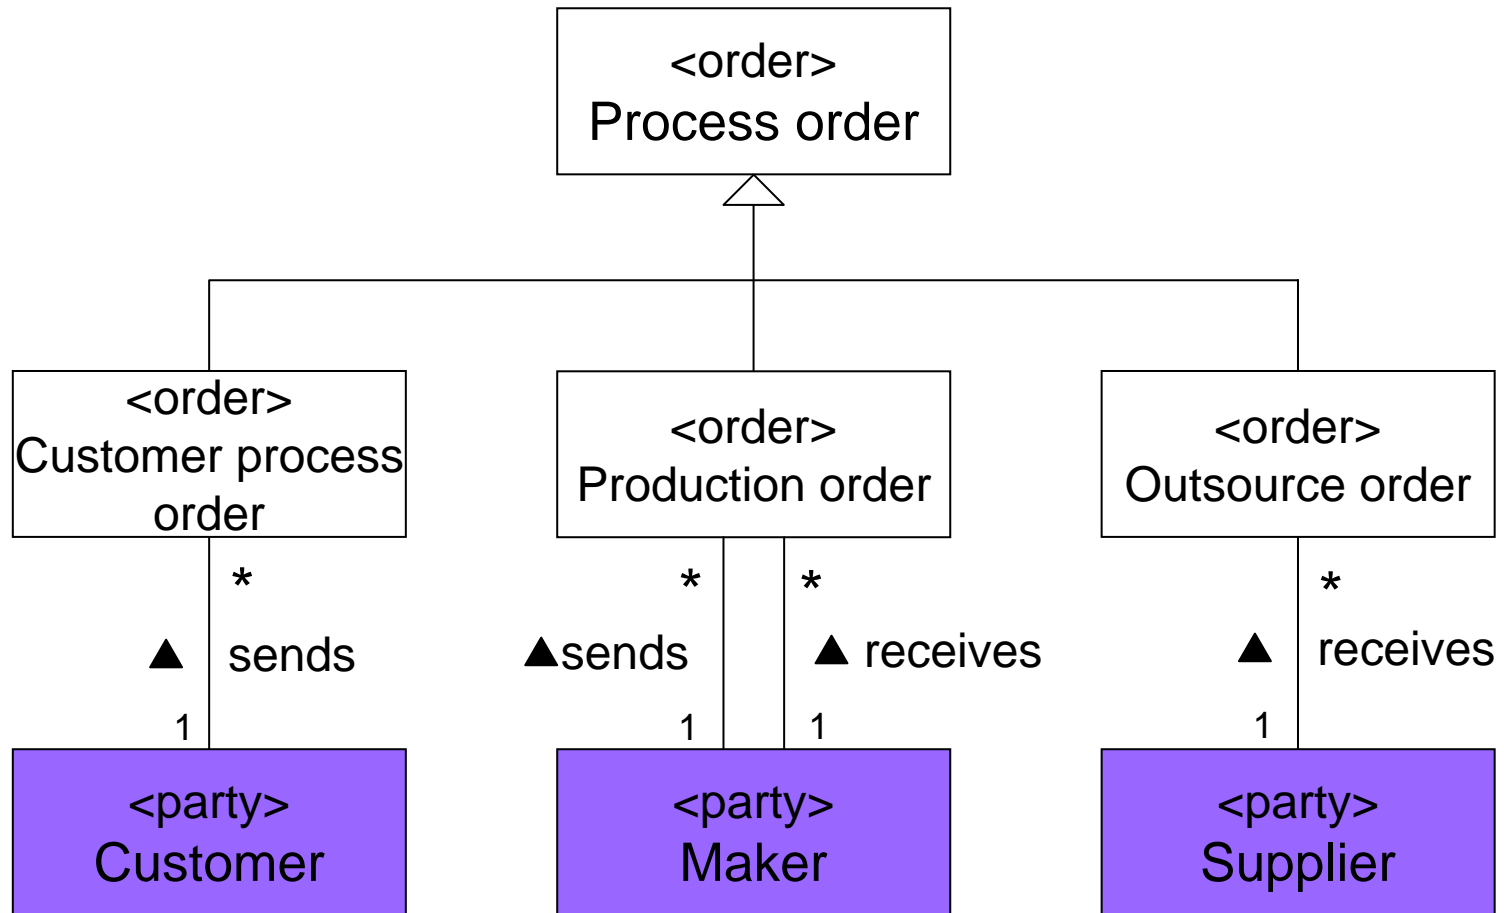 <order>
Process order
<order>
Customer process
order
<order>
Production order
<order>
Outsource order
*
*
*
*
▲ sends
▲sends
▲ receives
▲ receives
1
1
1
1
<party>
Customer
<party>
Maker
<party>
Supplier